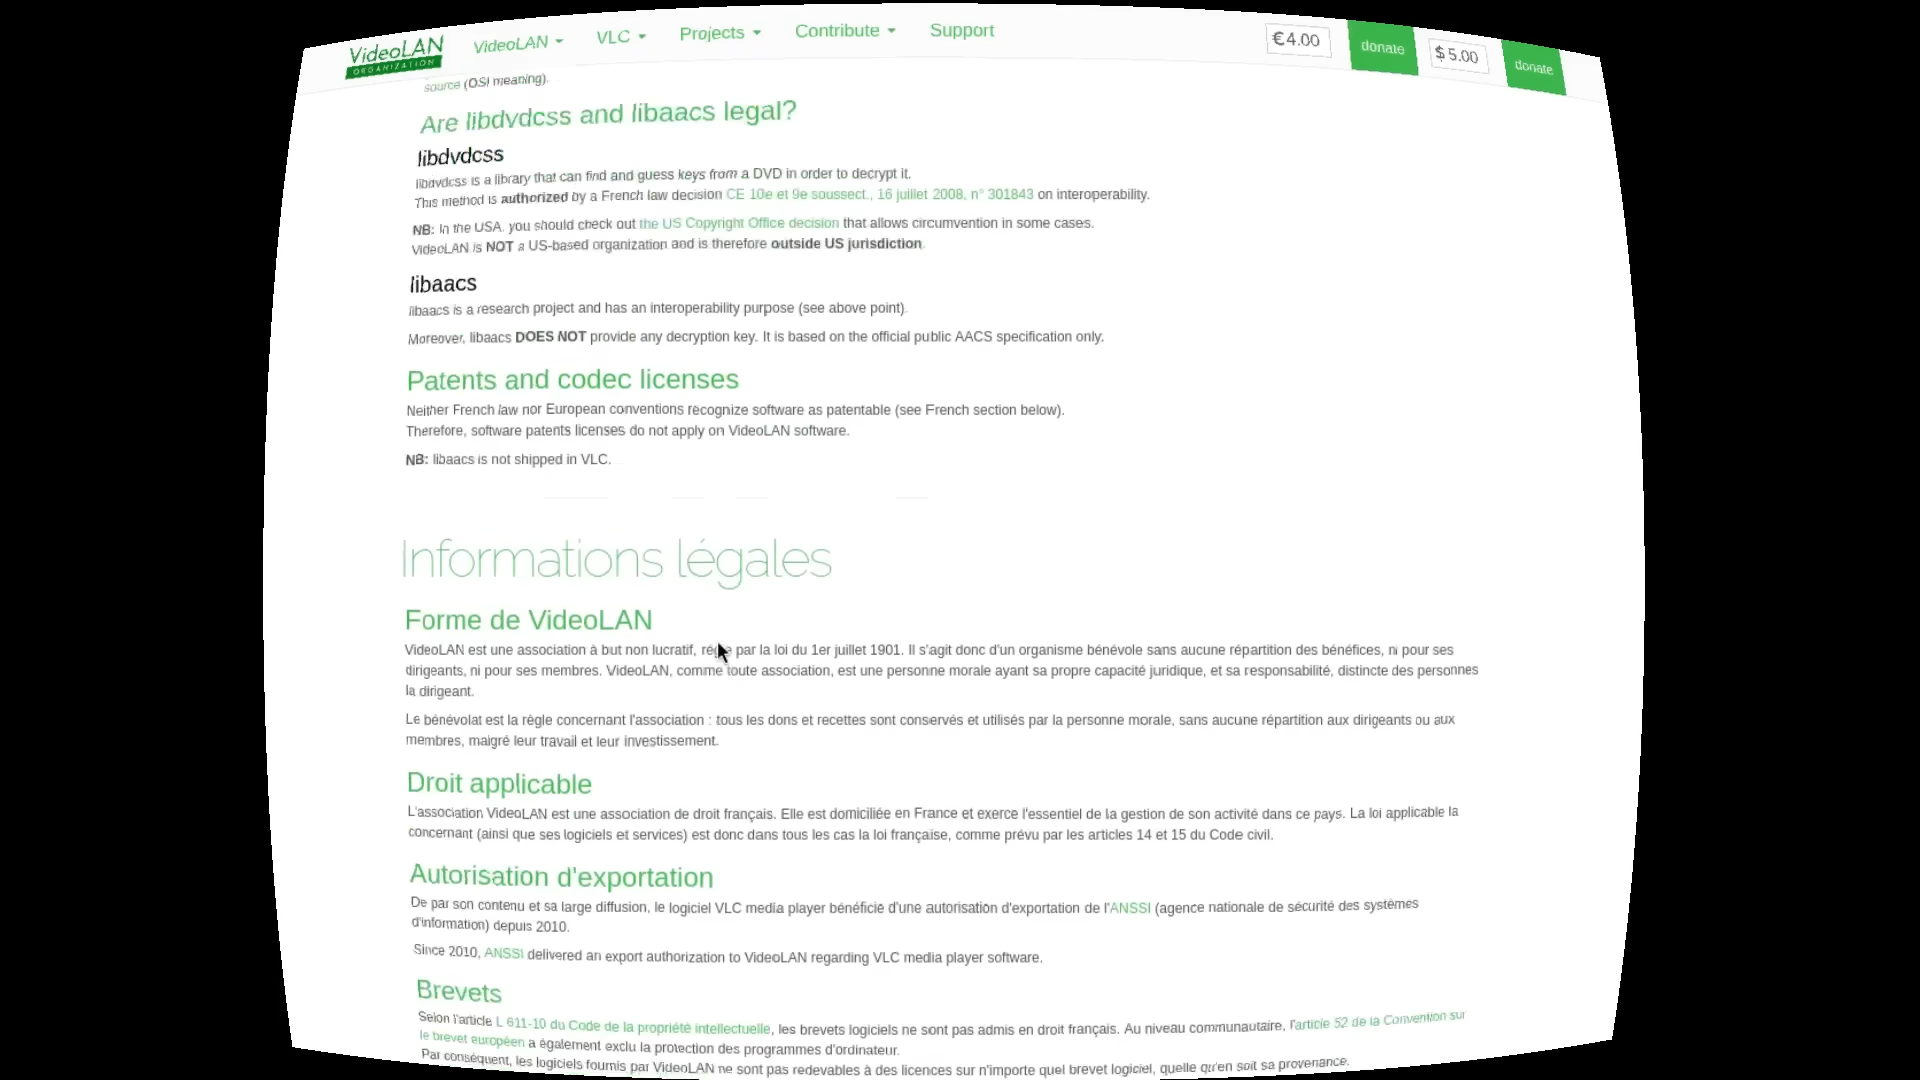 VideoLAN
ORGANIZATION
VideoLAN VLC Projects Contribute Support
€ 4.00 donate $ 5.00 donate
source (OSI meaning).
Are libdvdcss and libaacs legal?
libdvdcss
libdvdcss is a library that can find and guess keys from a DVD in order to decrypt it.
This method is authorized by a French law decision CE 10e et 9e soussect., 16 juillet 2008, n° 301843 on interoperability.
NB: In the USA, you should check out the US Copyright Office decision that allows circumvention in some cases.
VideoLAN is NOT a US-based organization and is therefore outside US jurisdiction.
libaacs
libaacs is a research project and has an interoperability purpose (see above point).
Moreover, libaacs DOES NOT provide any decryption key. It is based on the official public AACS specification only.
Patents and codec licenses
Neither French law nor European conventions recognize software as patentable (see French section below).
Therefore, software patents licenses do not apply on VideoLAN software.
NB: libaacs is not shipped in VLC.
Informations légales
Forme de VideoLAN
VideoLAN est une association à but non lucratif, régie par la loi du 1er juillet 1901. Il s'agit donc d'un organisme bénévole sans aucune répartition des bénéfices, ni pour ses
dirigeants, ni pour ses membres. VideoLAN, comme toute association, est une personne morale ayant sa propre capacité juridique, et sa responsabilité, distincte des personnes
la dirigeant.
Le bénévolat est la règle concernant l'association : tous les dons et recettes sont conservés et utilisés par la personne morale, sans aucune répartition aux dirigeants ou aux
membres, malgré leur travail et leur investissement.
Droit applicable
L'association VideoLAN est une association de droit français. Elle est domiciliée en France et exerce l'essentiel de la gestion de son activité dans ce pays. La loi applicable la
concernant (ainsi que ses logiciels et services) est donc dans tous les cas la loi française, comme prévu par les articles 14 et 15 du Code civil.
Autorisation d'exportation
De par son contenu et sa large diffusion, le logiciel VLC media player bénéficie d'une autorisation d'exportation de l'ANSSI (agence nationale de sécurité des systèmes
d'information) depuis 2010.
Since 2010, ANSSI delivered an export authorization to VideoLAN regarding VLC media player software.
Brevets
Selon l'article L 611-10 du Code de la propriété intellectuelle, les brevets logiciels ne sont pas admis en droit français. Au niveau communautaire, l'article 52 de la Convention sur
le brevet européen a également exclu la protection des programmes d'ordinateur.
Par conséquent, les logiciels fournis par VideoLAN ne sont pas redevables à des licences sur n'importe quel brevet logiciel, quelle qu'en soit sa provenance.